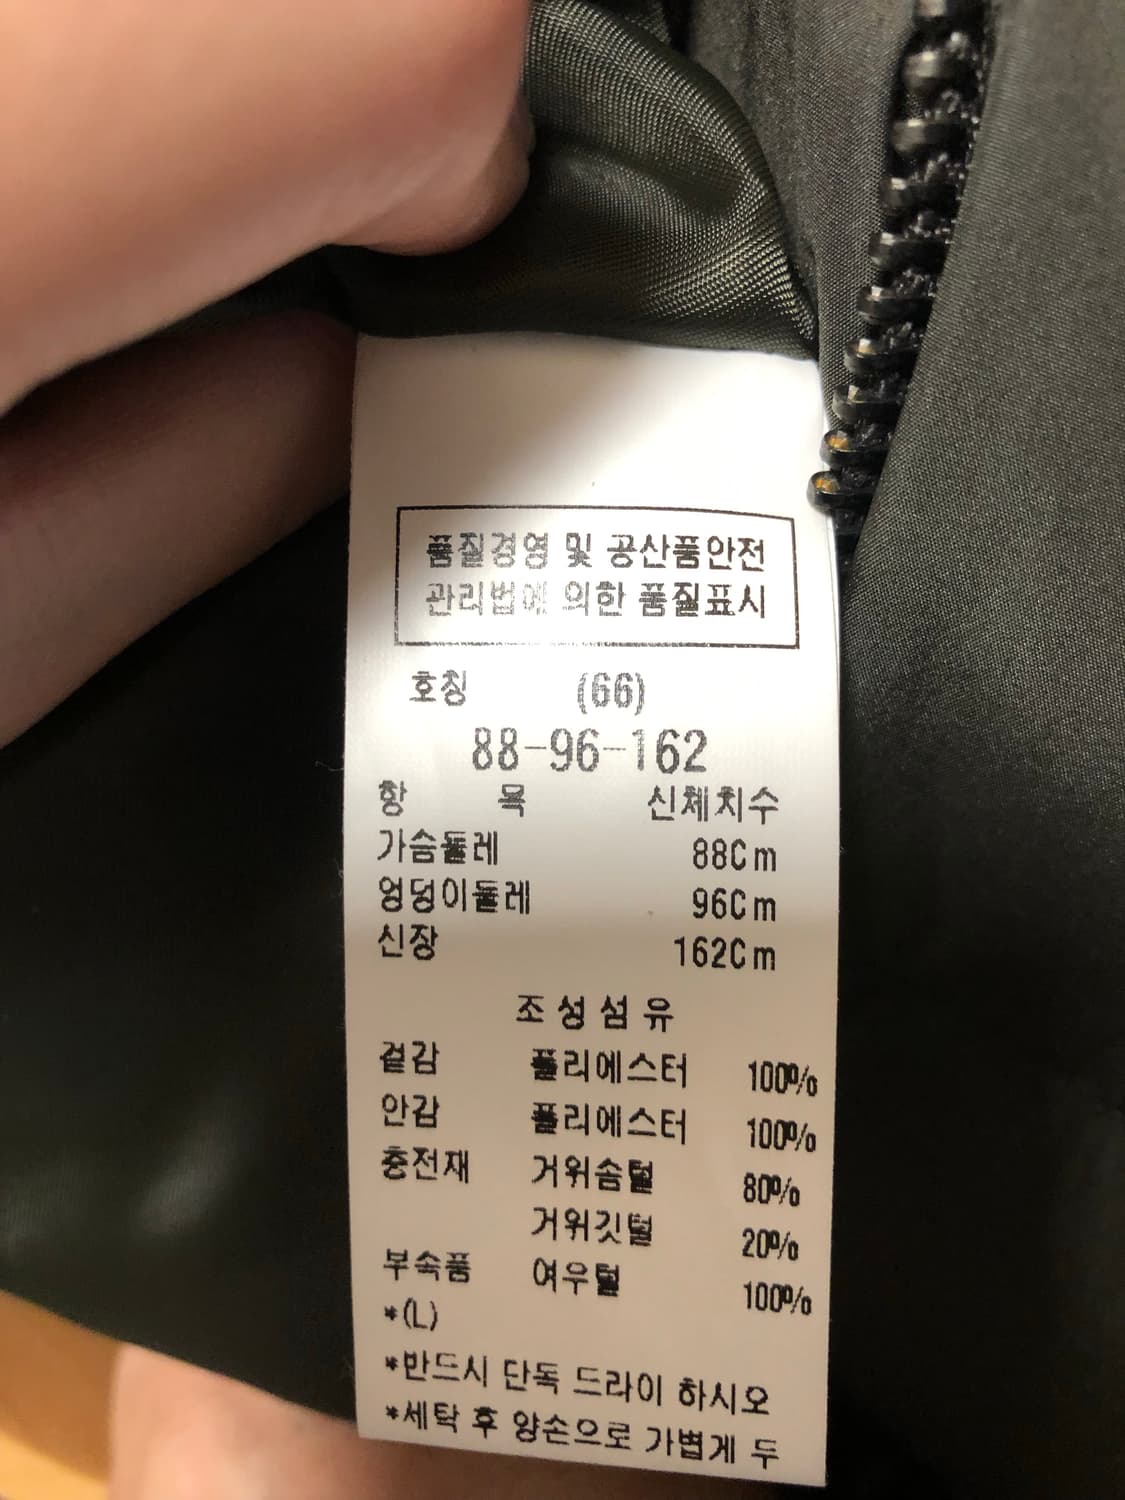 품질경영 및 공산품안전
관리법에 의한 품질표시
호칭 (66)
88-96-162
항 목 신체치수
가슴둘레 88Cm
엉덩이둘레 96Cm
신장 162Cm
조성섬유
겉감 폴리에스터 100%
안감 폴리에스터 100%
충전재 거위솜털 80%
거위깃털 20%
부속품 여우털 100%
*(L)
*반드시 단독 드라이 하시오
*세탁 후 양손으로 가볍게 두